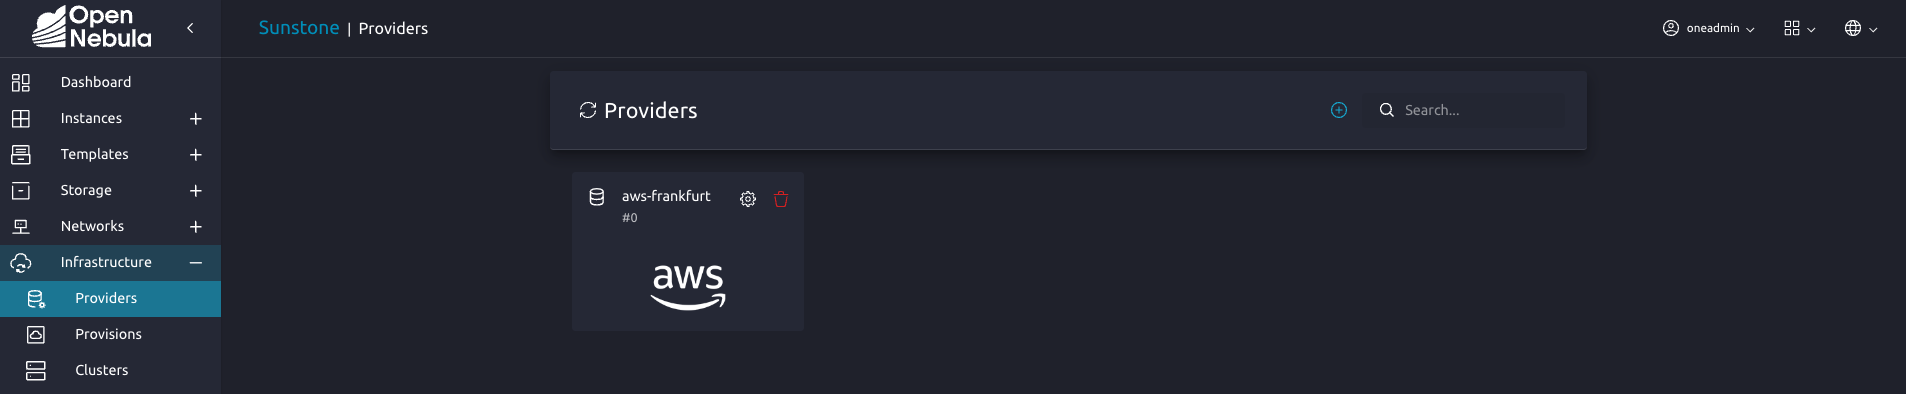 Open
Nebula
Sunstone | Providers
oneadmin
Dashboard
Instances
Templates
Storage
Networks
Infrastructure
Providers
Provisions
Clusters
Providers
Search...
aws-frankfurt
#0
aws